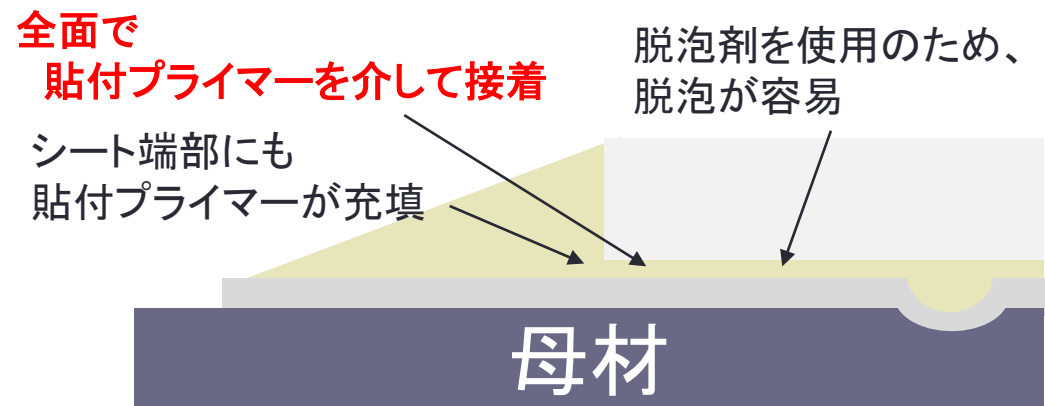 全面で
貼付プライマーを介して接着
シート端部にも
貼付プライマーが充填
脱泡剤を使用のため、
脱泡が容易
母材